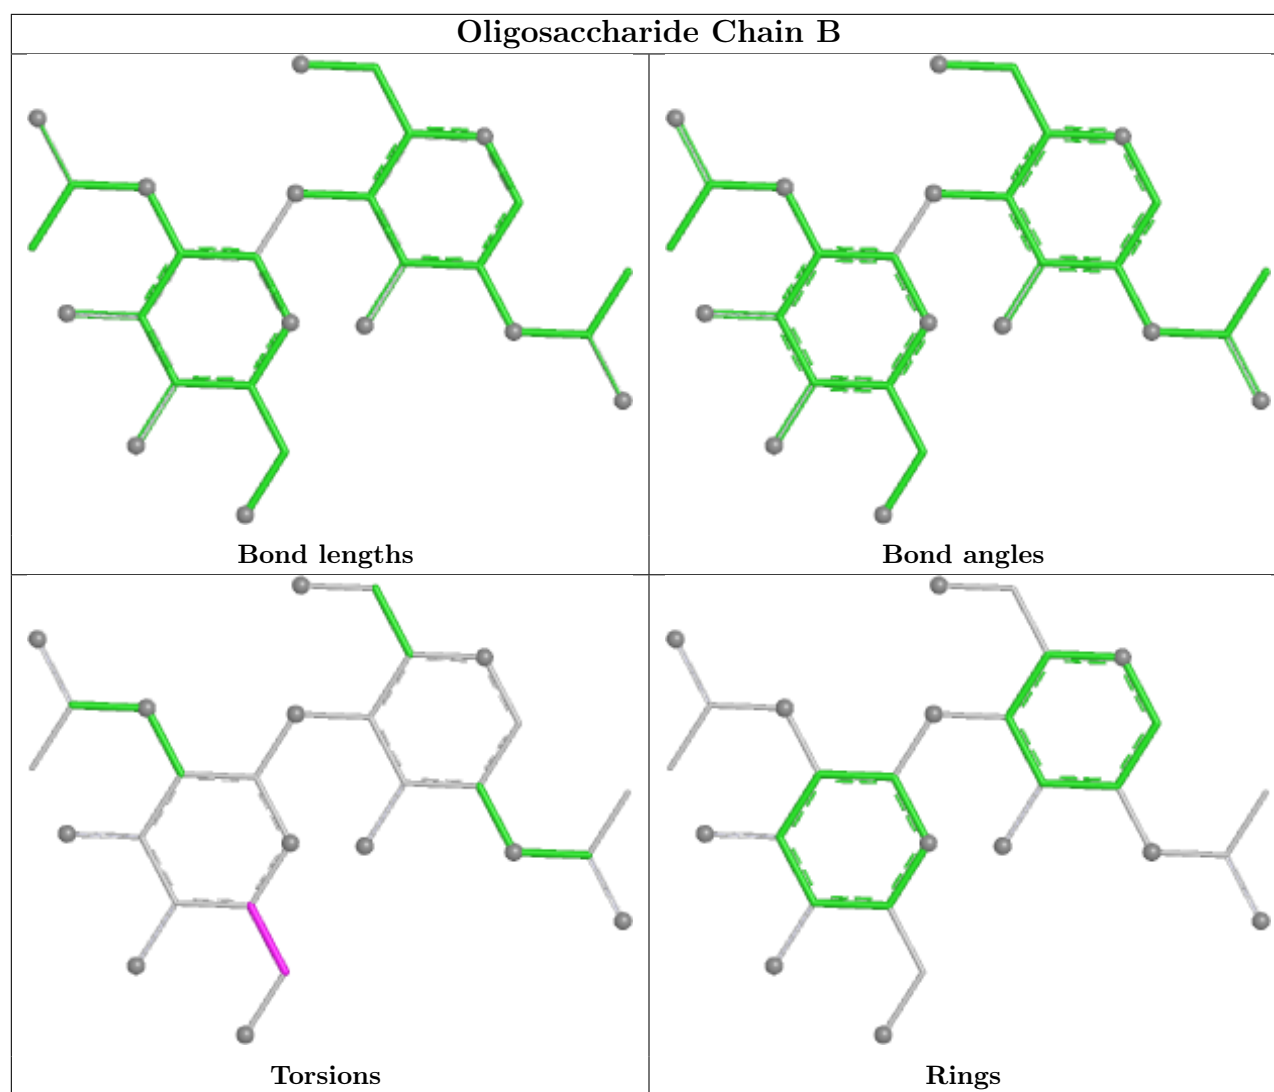 Oligosaccharide Chain B
Bond lengths
Bond angles
Torsions
Rings